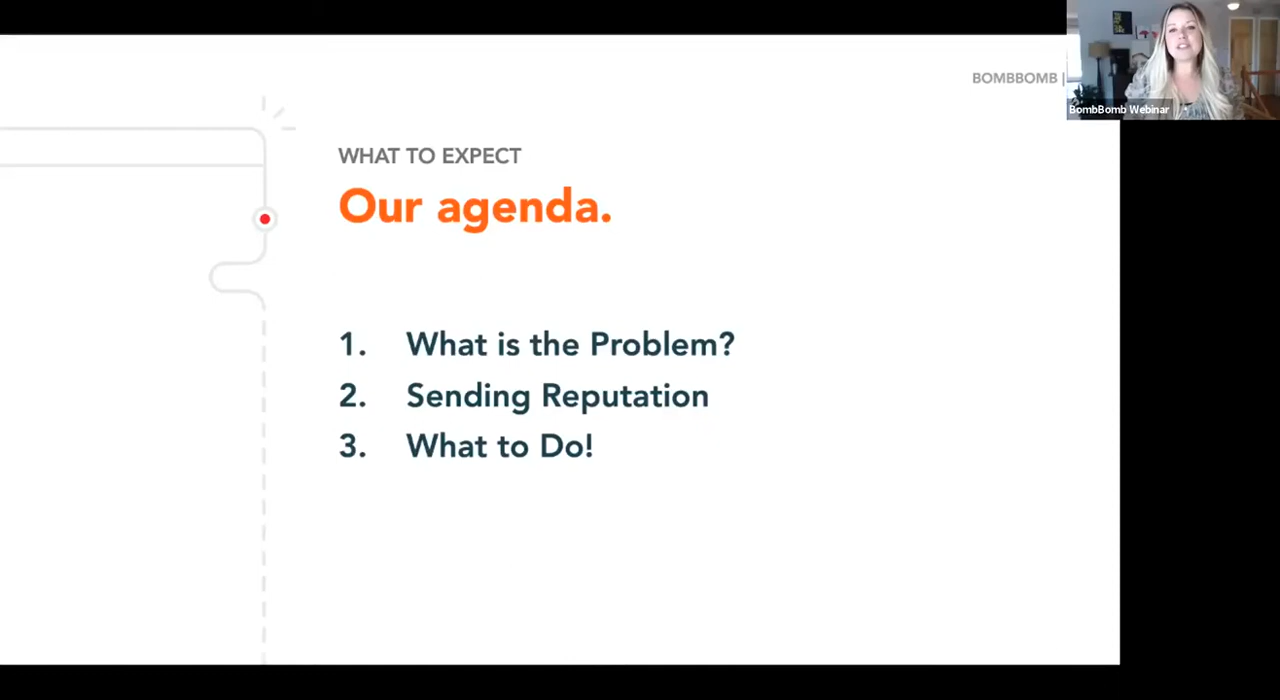 BOMBBOMB |
BombBomb Webinar
WHAT TO EXPECT
Our agenda.
1. What is the Problem?
2. Sending Reputation
3. What to Do!